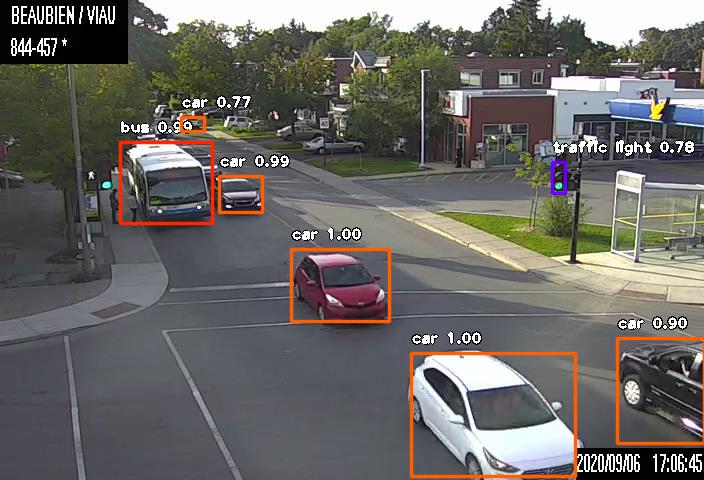 BEAUBIEN / VIAU
844-457 *
car 0.77
bus 0.99
car 0.99
traffic light 0.78
car 1.00
car 0.90
car 1.00
2020/09/06 17:06:45